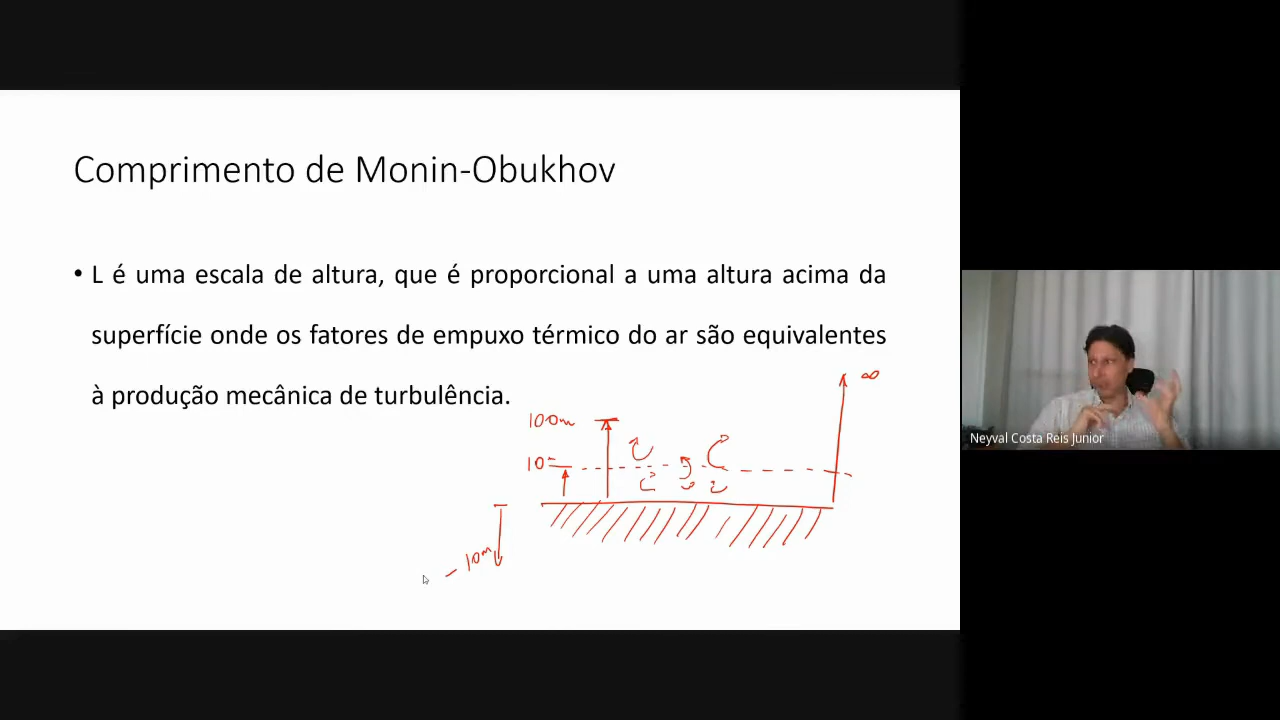 Comprimento de Monin-Obukhov
• L é uma escala de altura, que é proporcional a uma altura acima da
superfície onde os fatores de empuxo térmico do ar são equivalentes
à produção mecânica de turbulência.
∞
100m
10m
- 10m
Neyval Costa Reis Junior